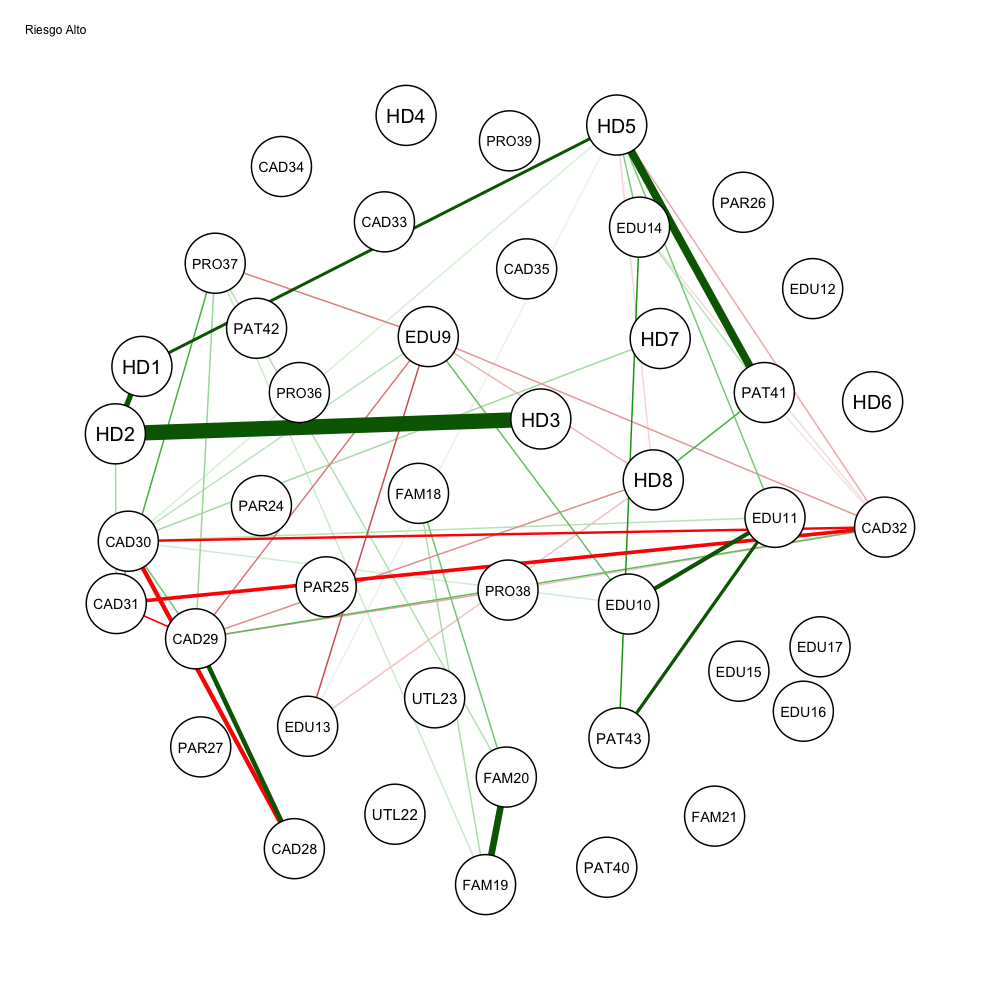 Riesgo Alto
HD4
HD5
PRO39
CAD34
PAR26
CAD33
EDU14
PRO37
CAD35
EDU12
PAT42
EDU9
HD7
HD1
PRO36
PAT41
HD6
HD2
HD3
HD8
FAM18
PAR24
EDU11
CAD32
CAD30
PAR25
PRO38
CAD31
EDU10
CAD29
EDU17
EDU15
UTL23
EDU16
EDU13
PAT43
PAR27
FAM20
UTL22
FAM21
CAD28
PAT40
FAM19